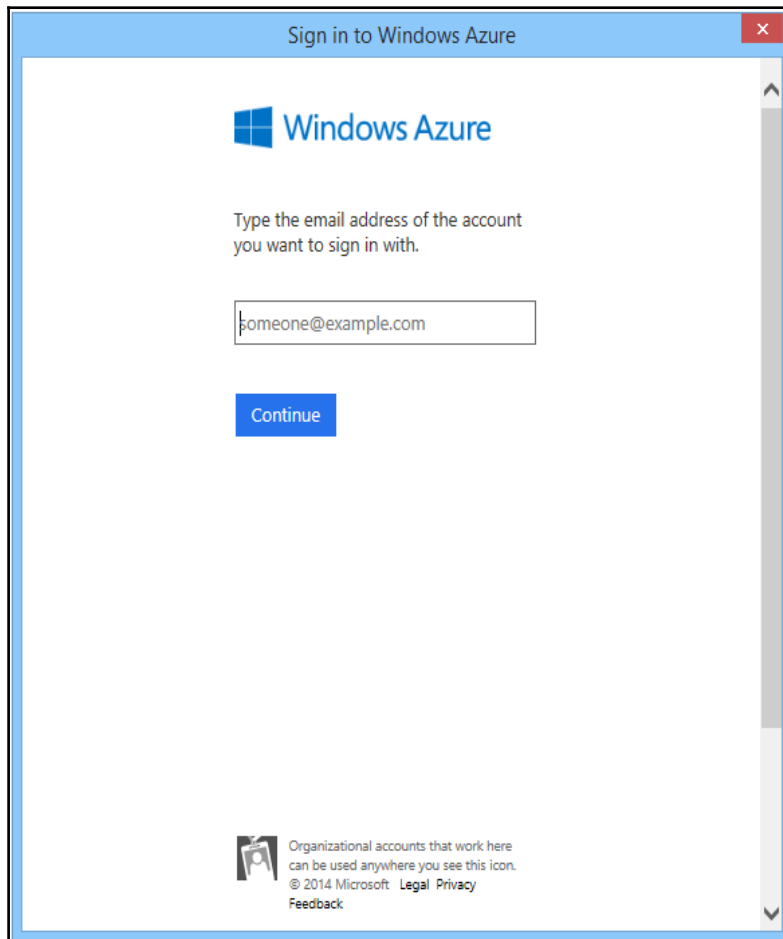 Sign in to Windows Azure
Windows Azure
Type the email address of the account
you want to sign in with.
someone@example.com
Continue
Organizational accounts that work here
can be used anywhere you see this icon.
© 2014 Microsoft Legal Privacy
Feedback